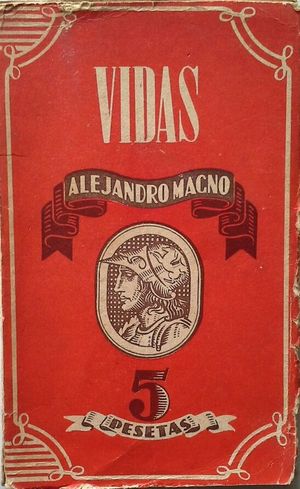 VIDAS
ALEJANDRO MAGNO
5
PESETAS